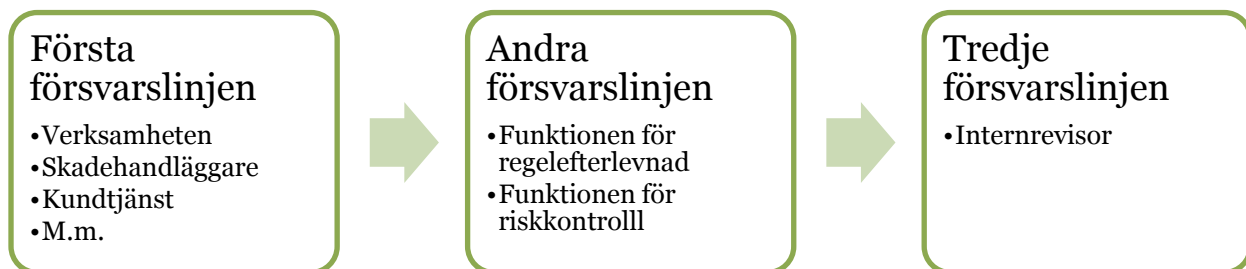 Första
försvarslinjen
•Verksamheten
•Skadehandläggare
•Kundtjänst
•M.m.
Andra
försvarslinjen
•Funktionen för
regelefterlevnad
•Funktionen för
riskkontrolll
Tredje
försvarslinjen
•Internrevisor